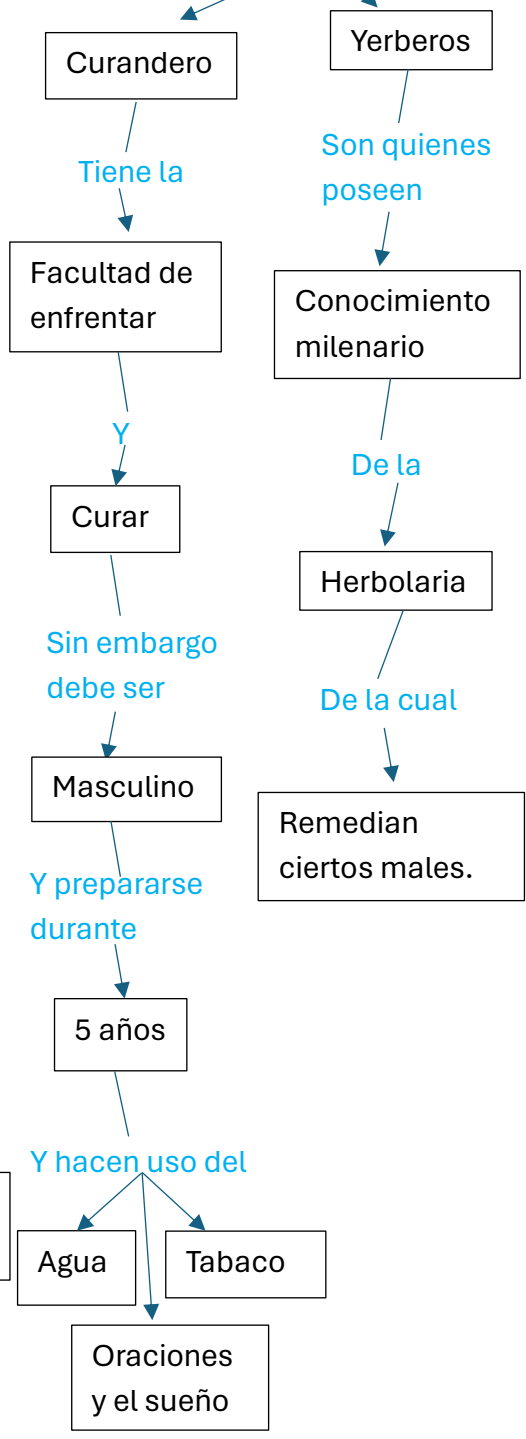 Curandero
Tiene la
Facultad de
enfrentar
Y
Curar
Sin embargo
debe ser
Masculino
Y prepararse
durante
5 años
Y hacen uso del
Agua
Tabaco
Oraciones
y el sueño
Yerberos
Son quienes
poseen
Conocimiento
milenario
De la
Herbolaria
De la cual
Remedian
ciertos males.